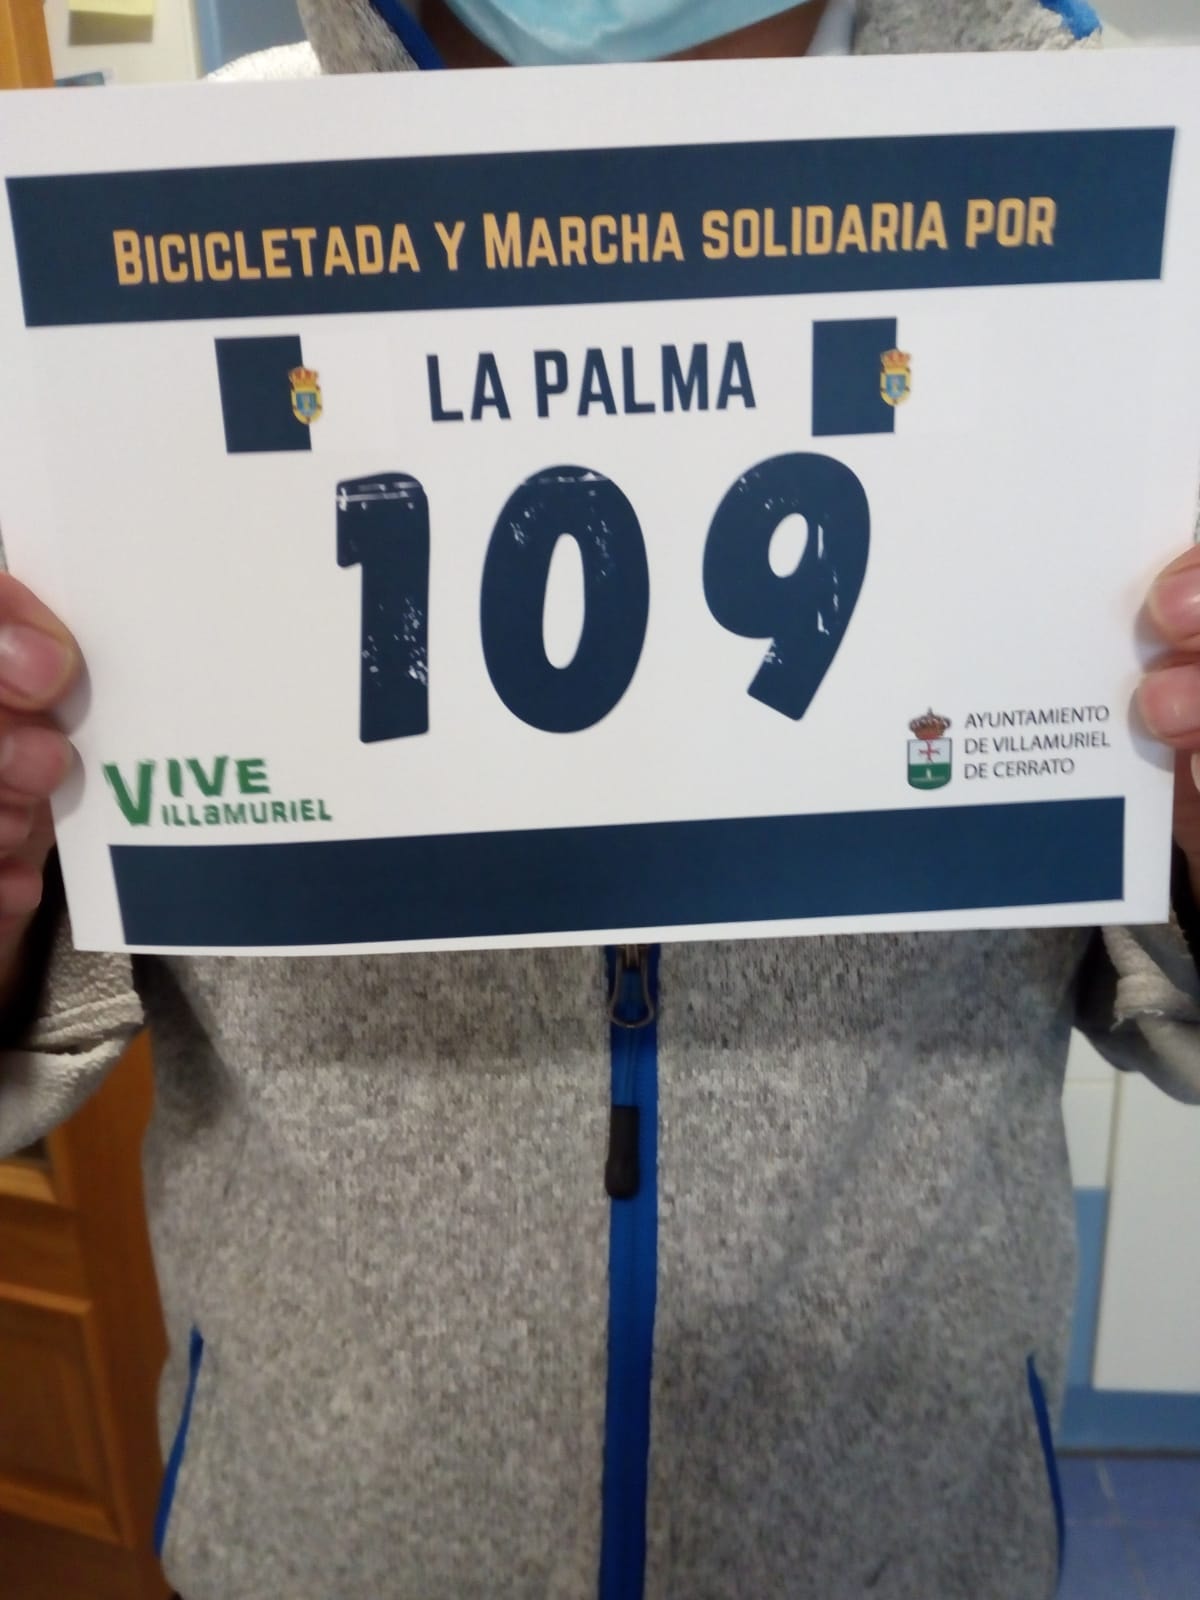 BICICLETADA Y MARCHA SOLIDARIA POR
LA PALMA
109
VIVE
VILLAMURIEL
AYUNTAMIENTO
DE VILLAMURIEL
DE CERRATO